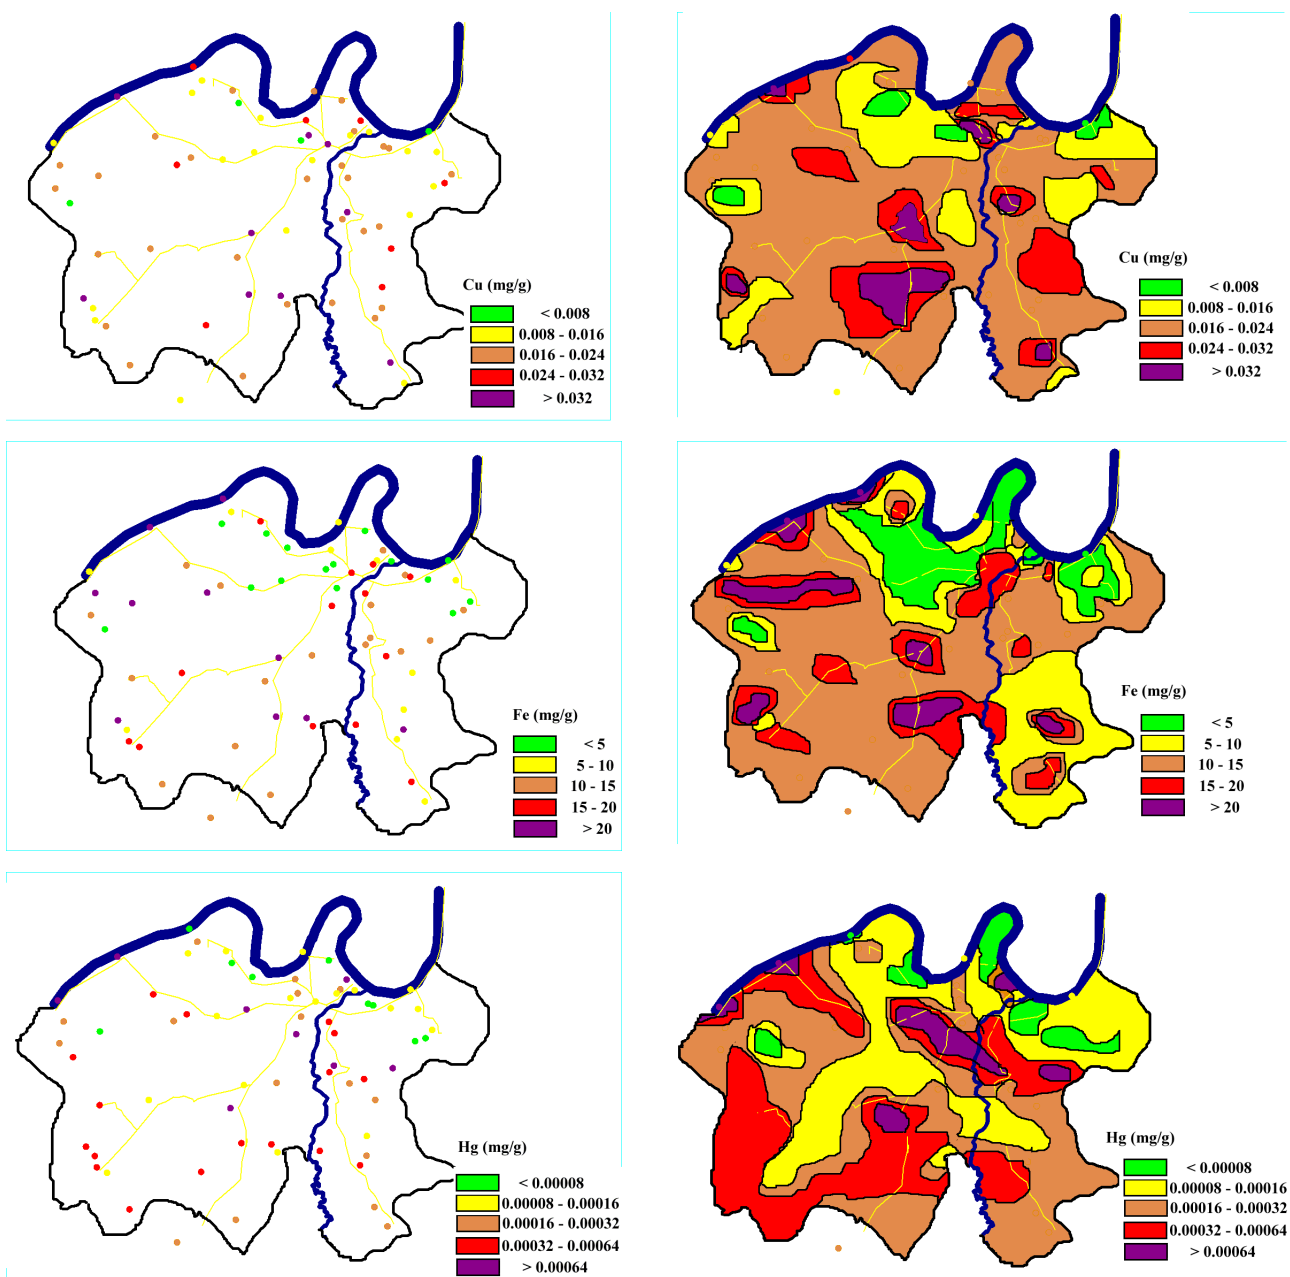 Cu (mg/g)
< 0.008
0.008 - 0.016
0.016 - 0.024
0.024 - 0.032
> 0.032
Cu (mg/g)
< 0.008
0.008 - 0.016
0.016 - 0.024
0.024 - 0.032
> 0.032
Fe (mg/g)
< 5
5 - 10
10 - 15
15 - 20
> 20
Fe (mg/g)
< 5
5 - 10
10 - 15
15 - 20
> 20
Hg (mg/g)
< 0.00008
0.00008 - 0.00016
0.00016 - 0.00032
0.00032 - 0.00064
> 0.00064
Hg (mg/g)
< 0.00008
0.00008 - 0.00016
0.00016 - 0.00032
0.00032 - 0.00064
> 0.00064